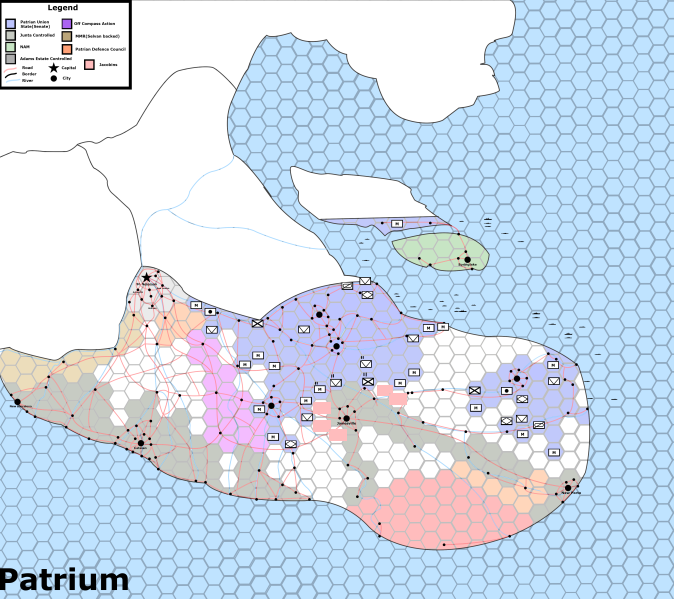 Legend
Patrian Union
State(Senate)
Off Compass Action
Junta Controlled
MMR(Selvan backed)
NAM
Patrian Defence Council
Adams Estate Controlled
Jacobins
Road
Capital
Border
River
City
Patrium